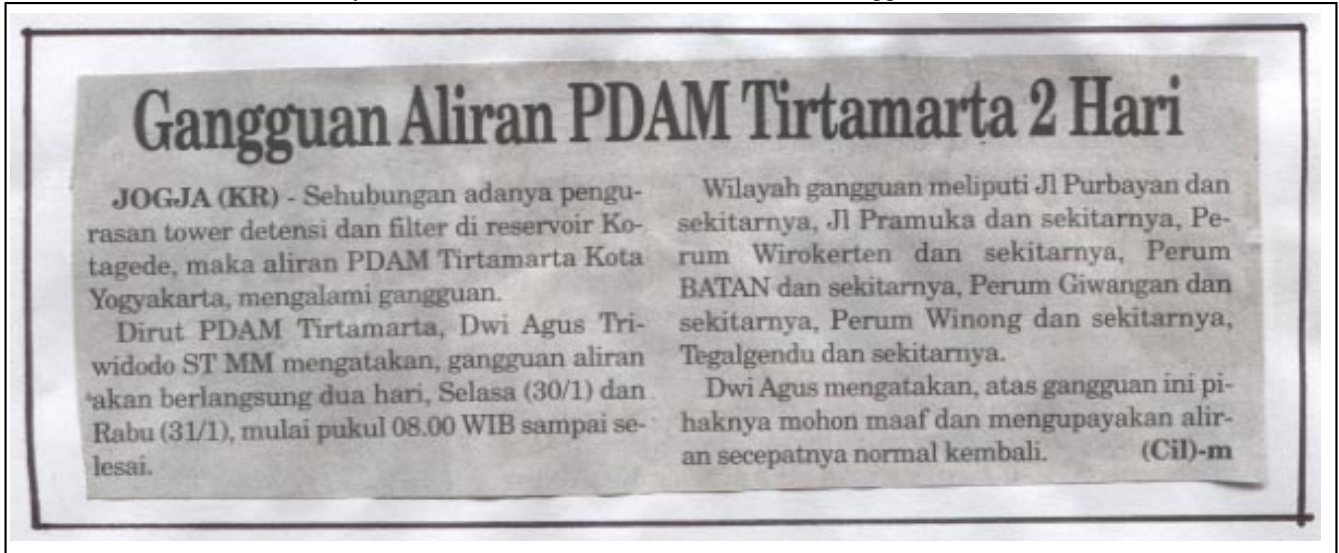 Gangguan Aliran PDAM Tirtamarta 2 Hari
JOGJA (KR) - Sehubungan adanya pengu-
rasan tower detensi dan filter di reservoir Ko-
tagede, maka aliran PDAM Tirtamarta Kota
Yogyakarta, mengalami gangguan.
Dirut PDAM Tirtamarta, Dwi Agus Tri-
widodo ST MM mengatakan, gangguan aliran
akan berlangsung dua hari, Selasa (30/1) dan
Rabu (31/1), mulai pukul 08.00 WIB sampai se-
lesai.
Wilayah gangguan meliputi Jl Purbayan dan
sekitarnya, Jl Pramuka dan sekitarnya, Pe-
rum Wirokerten dan sekitarnya, Perum
BATAN dan sekitarnya, Perum Giwangan dan
sekitarnya, Perum Winong dan sekitarnya,
Tegalgendu dan sekitarnya.
Dwi Agus mengatakan, atas gangguan ini pi-
haknya mohon maaf dan mengupayakan alir-
an secepatnya normal kembali. (Cil)-m